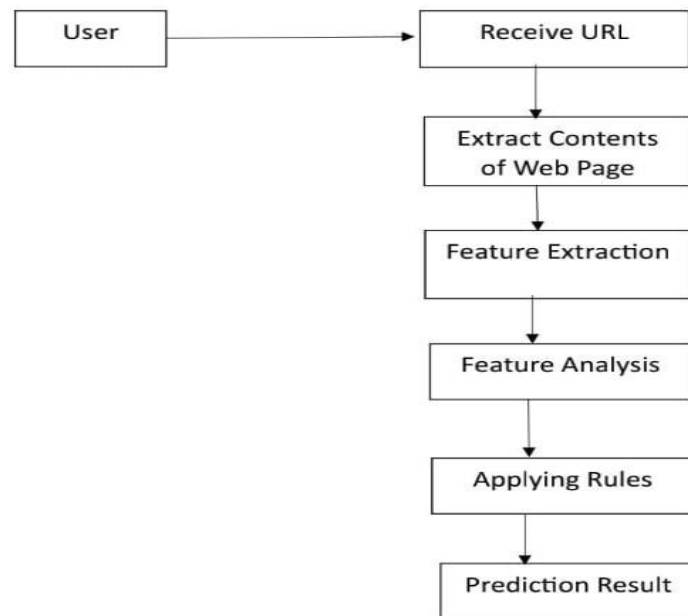 User
Receive URL
Extract Contents
of Web Page
Feature Extraction
Feature Analysis
Applying Rules
Prediction Result